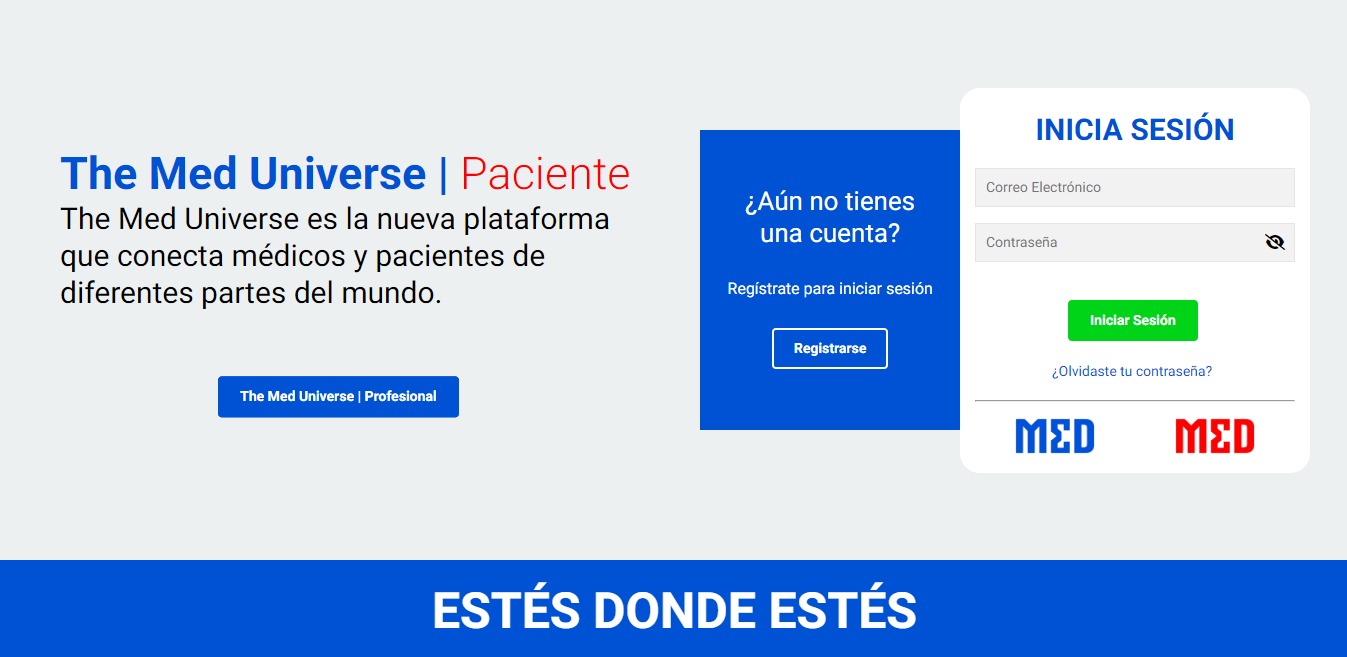 The Med Universe | Paciente
The Med Universe es la nueva plataforma
que conecta médicos y pacientes de
diferentes partes del mundo.
The Med Universe | Profesional
¿Aún no tienes
una cuenta?
Regístrate para iniciar sesión
Registrarse
INICIA SESIÓN
Correo Electrónico
Contraseña
Iniciar Sesión
¿Olvidaste tu contraseña?
MED
MED
ESTÉS DONDE ESTÉS